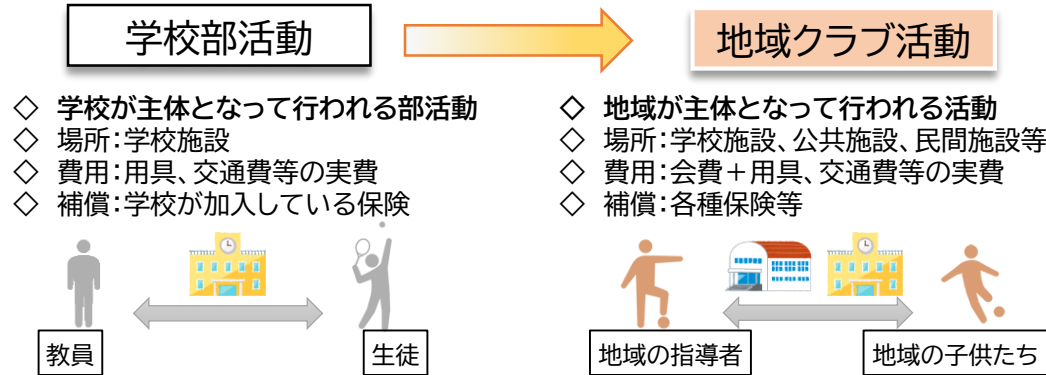 学校部活動
地域クラブ活動
◇ 学校が主体となって行われる部活動
◇ 場所：学校施設
◇ 費用：用具、交通費等の実費
◇ 補償：学校が加入している保険
◇ 地域が主体となって行われる活動
◇ 場所：学校施設、公共施設、民間施設等
◇ 費用：会費＋用具、交通費等の実費
◇ 補償：各種保険等
教員
生徒
地域の指導者
地域の子供たち